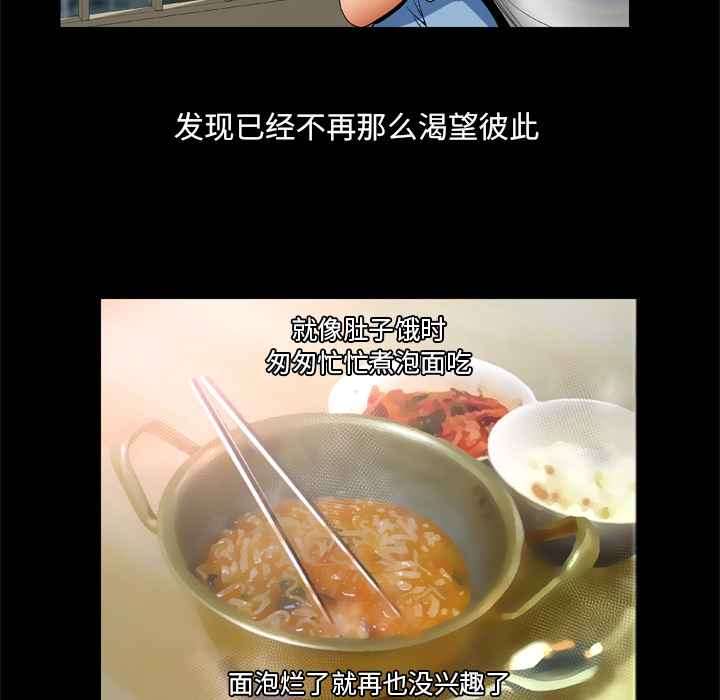 发现已经不再那么渴望彼此
就像肚子饿时
匆匆忙忙煮泡面吃
面泡烂了就再也没兴趣了